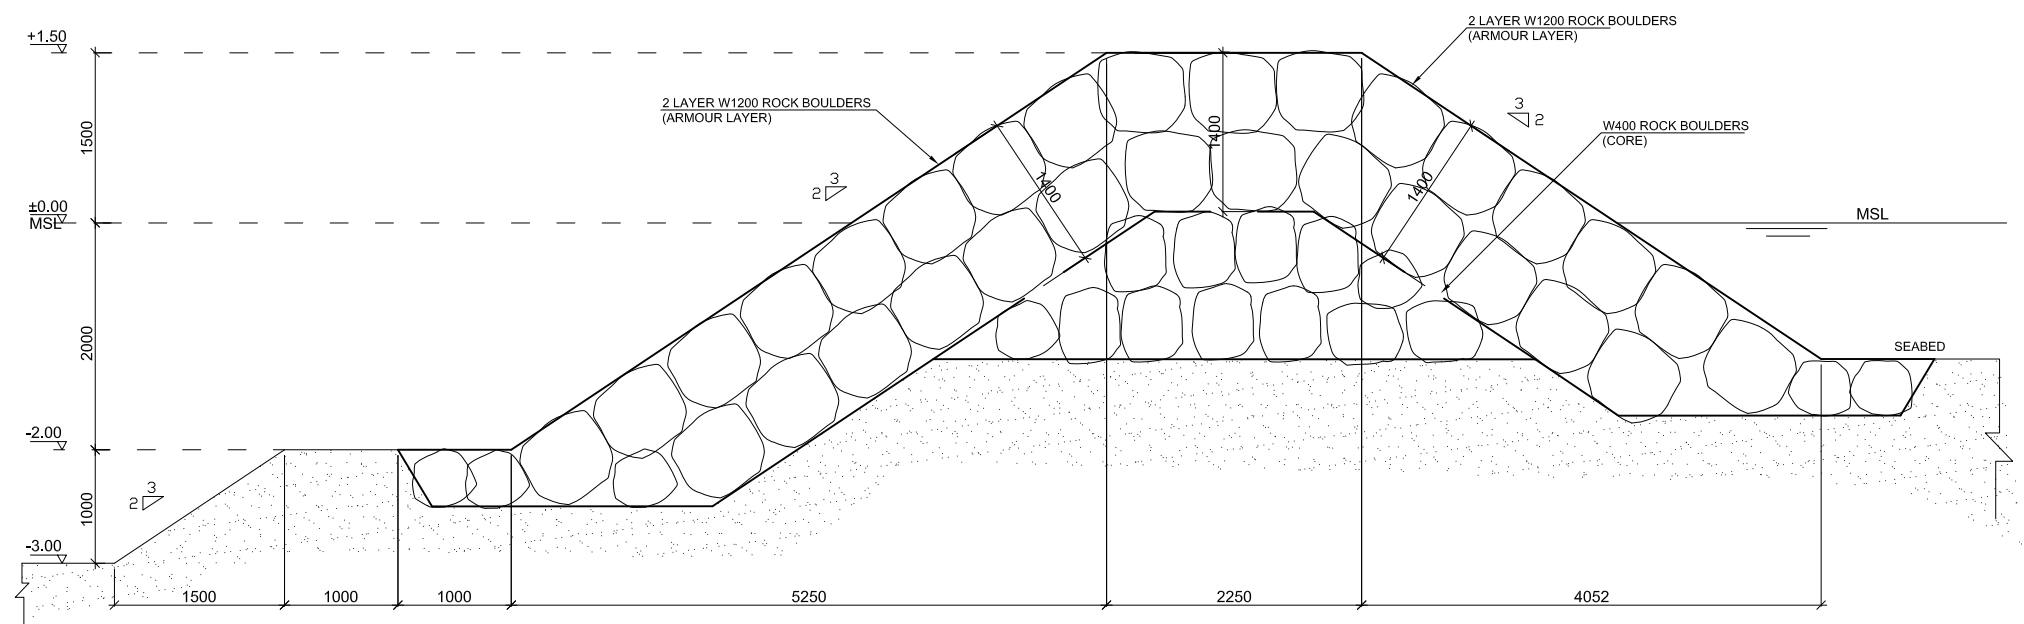 2 LAYER W1200 ROCK BOULDERS
(ARMOUR LAYER)
+1.50
2 LAYER W1200 ROCK BOULDERS
(ARMOUR LAYER)
3
2
W400 ROCK BOULDERS
(CORE)
1500
1400
3
2
1400
1400
±0.00
MSL
MSL
2000
SEABED
-2.00
3
2
1000
-3.00
1500
1000
1000
5250
2250
4052